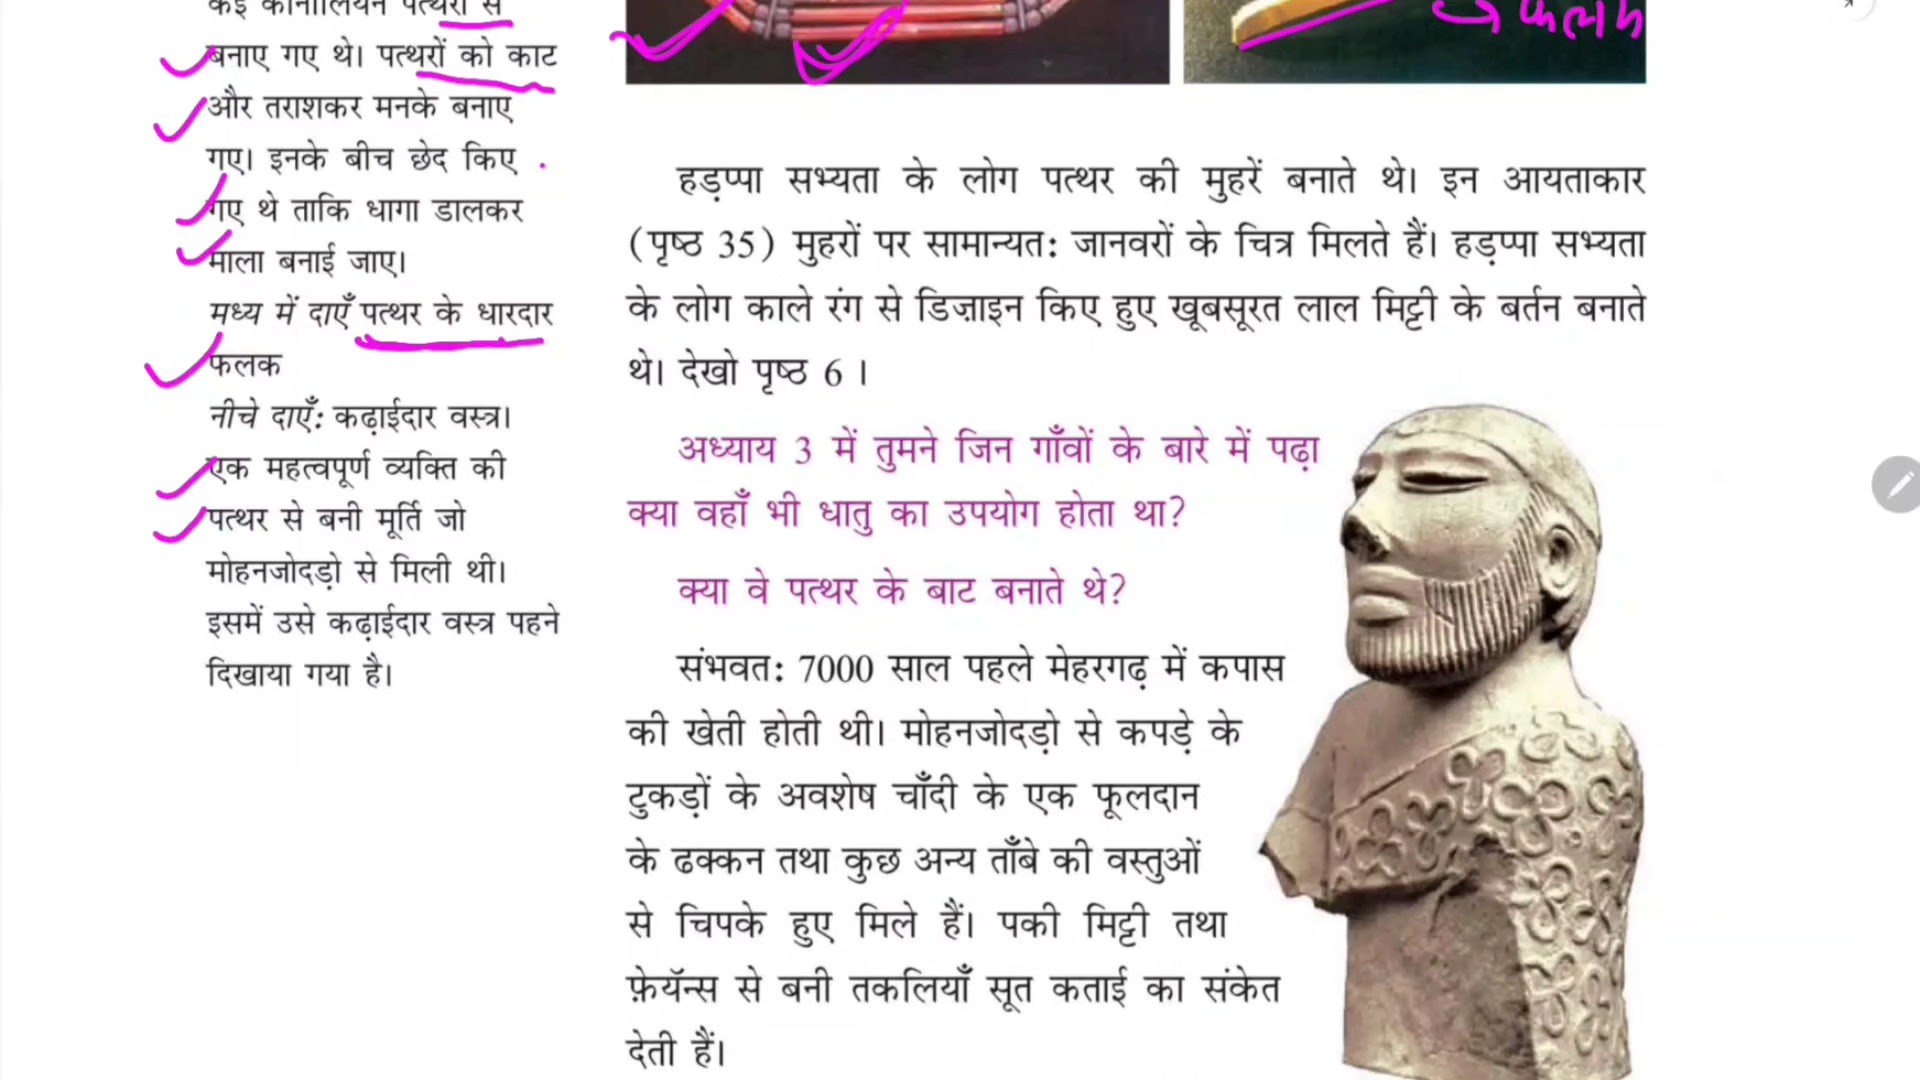 कई कार्नीलियन पत्थरों से
बनाए गए थे। पत्थरों को काट
और तराशकर मनके बनाए
गए। इनके बीच छेद किए
गए थे ताकि धागा डालकर
माला बनाई जाए।
मध्य में दाएँ पत्थर के धारदार
फलक
नीचे दाएँ: कढ़ाईदार वस्त्र।
एक महत्वपूर्ण व्यक्ति की
पत्थर से बनी मूर्ति जो
मोहनजोदड़ो से मिली थी।
इसमें उसे कढ़ाईदार वस्त्र पहने
दिखाया गया है।
फलक
हड़प्पा सभ्यता के लोग पत्थर की मुहरें बनाते थे। इन आयताकार
(पृष्ठ 35) मुहरों पर सामान्यत: जानवरों के चित्र मिलते हैं। हड़प्पा सभ्यता
के लोग काले रंग से डिज़ाइन किए हुए खूबसूरत लाल मिट्टी के बर्तन बनाते
थे। देखो पृष्ठ 6 ।
अध्याय 3 में तुमने जिन गाँवों के बारे में पढ़ा
क्या वहाँ भी धातु का उपयोग होता था?
क्या वे पत्थर के बाट बनाते थे?
संभवत: 7000 साल पहले मेहरगढ़ में कपास
की खेती होती थी। मोहनजोदड़ो से कपड़े के
टुकड़ों के अवशेष चाँदी के एक फूलदान
के ढक्कन तथा कुछ अन्य ताँबे की वस्तुओं
से चिपके हुए मिले हैं। पकी मिट्टी तथा
फ़ेयॅन्स से बनी तकलियाँ सूत कताई का संकेत
देती हैं।